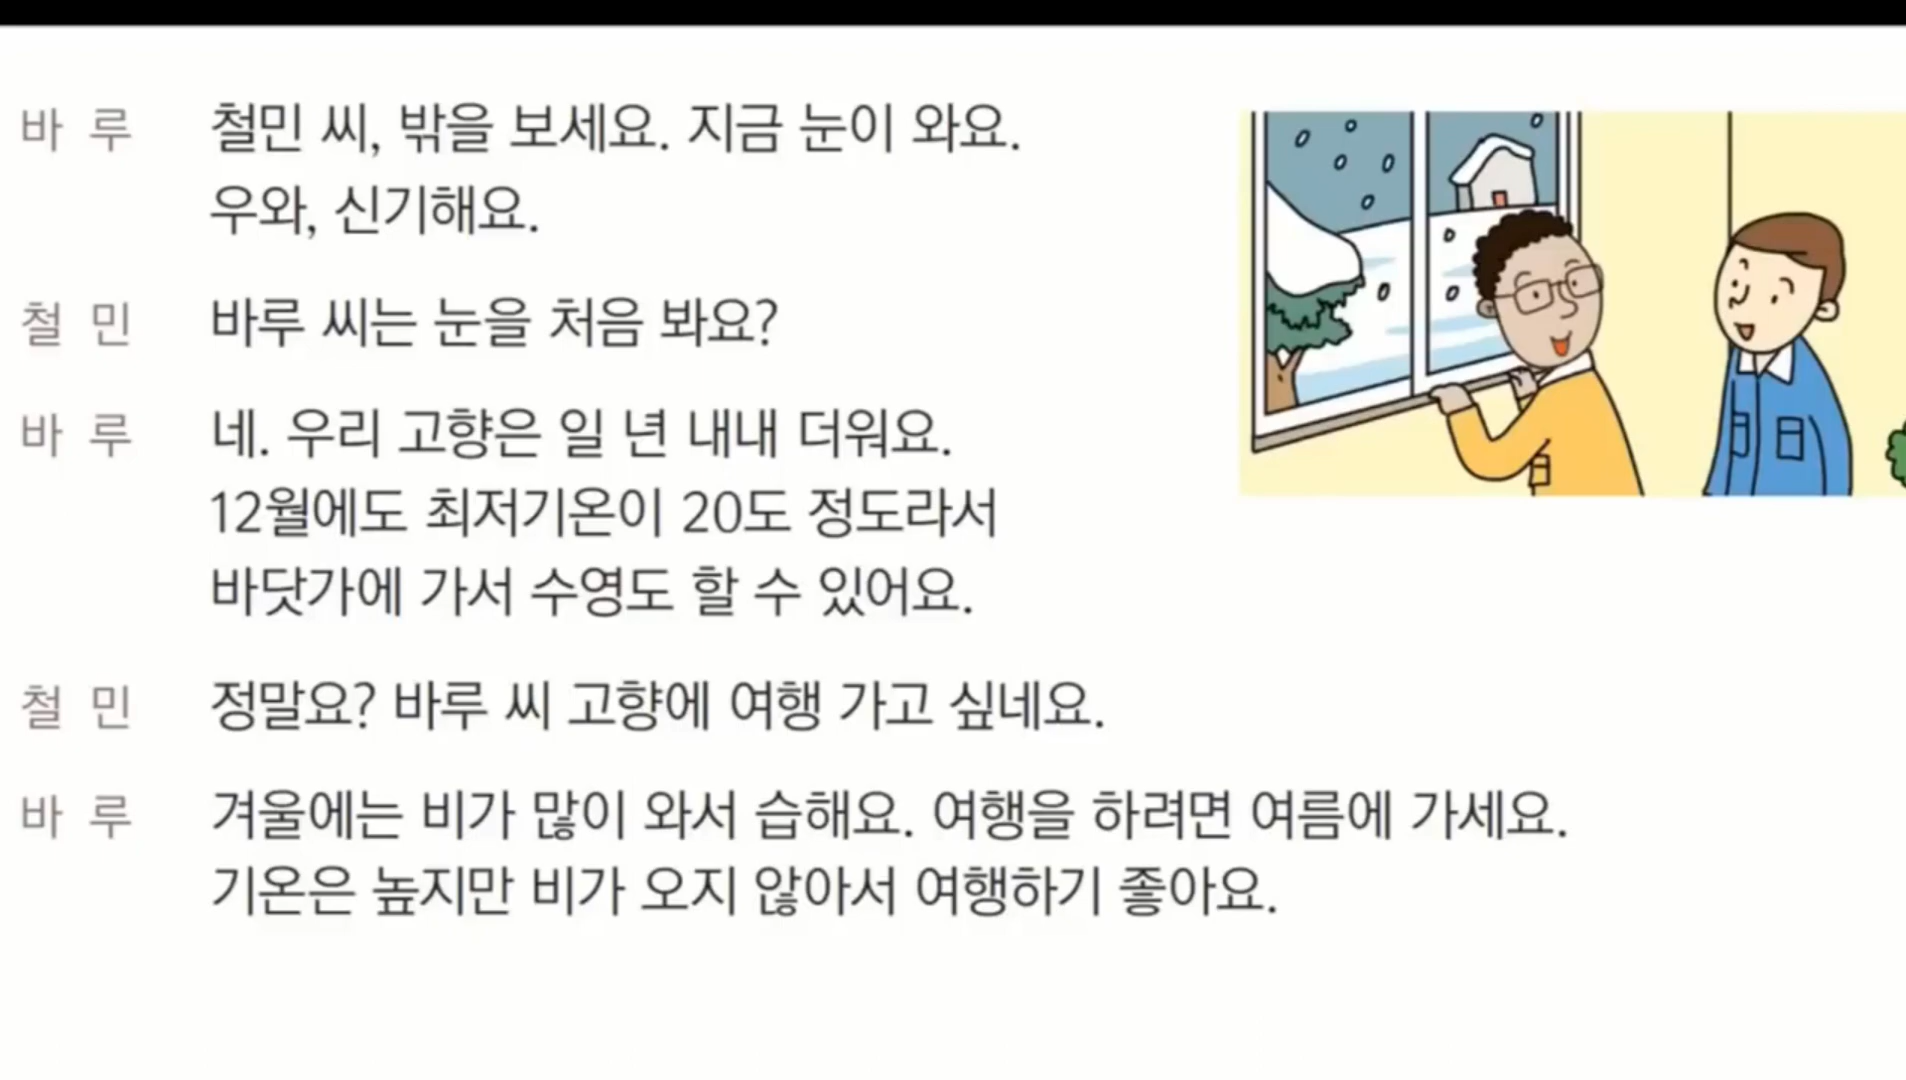 바 루 철민 씨, 밖을 보세요. 지금 눈이 와요.
우와, 신기해요.
철 민 바루 씨는 눈을 처음 봐요?
바 루 네. 우리 고향은 일 년 내내 더워요.
12월에도 최저기온이 20도 정도라서
바닷가에 가서 수영도 할 수 있어요.
철 민 정말요? 바루 씨 고향에 여행 가고 싶네요.
바 루 겨울에는 비가 많이 와서 습해요. 여행을 하려면 여름에 가세요.
기온은 높지만 비가 오지 않아서 여행하기 좋아요.